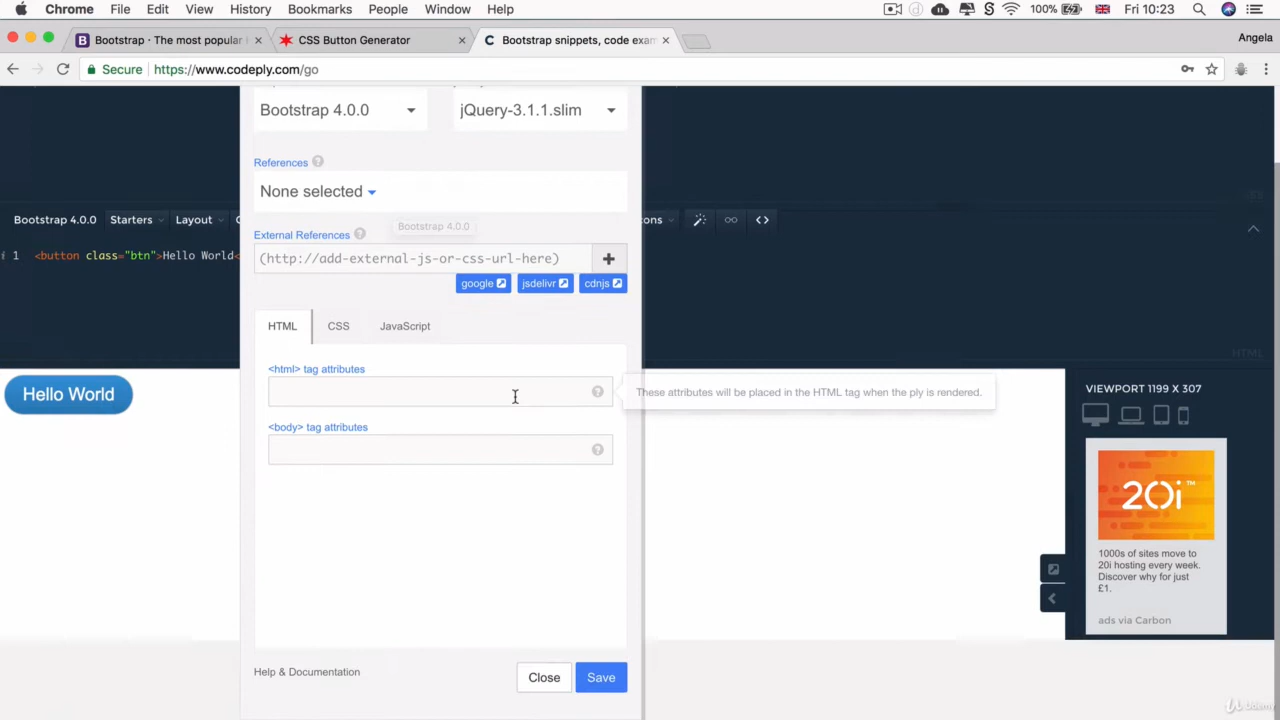 Chrome File Edit View History Bookmarks People Window Help 100% Fri 10:23
Bootstrap · The most popular CSS Button Generator Bootstrap snippets, code exam Angela
Secure https://www.codeply.com/go
Bootstrap 4.0.0 jQuery-3.1.1.slim
References ?
None selected
Bootstrap 4.0.0 Starters Layout cons <>
Bootstrap 4.0.0
External References ?
1 <button class="btn">Hello World<
(http://add-external-js-or-css-url-here) +
google jsdelivr cdnjs
HTML CSS JavaScript
HTML
<html> tag attributes
? These attributes will be placed in the HTML tag when the ply is rendered.
Hello World
VIEWPORT 1199 X 307
<body> tag attributes
?
20i™
1000s of sites move to
20i hosting every week.
Discover why for just
£1.
ads via Carbon
Help & Documentation Close Save
Udemy